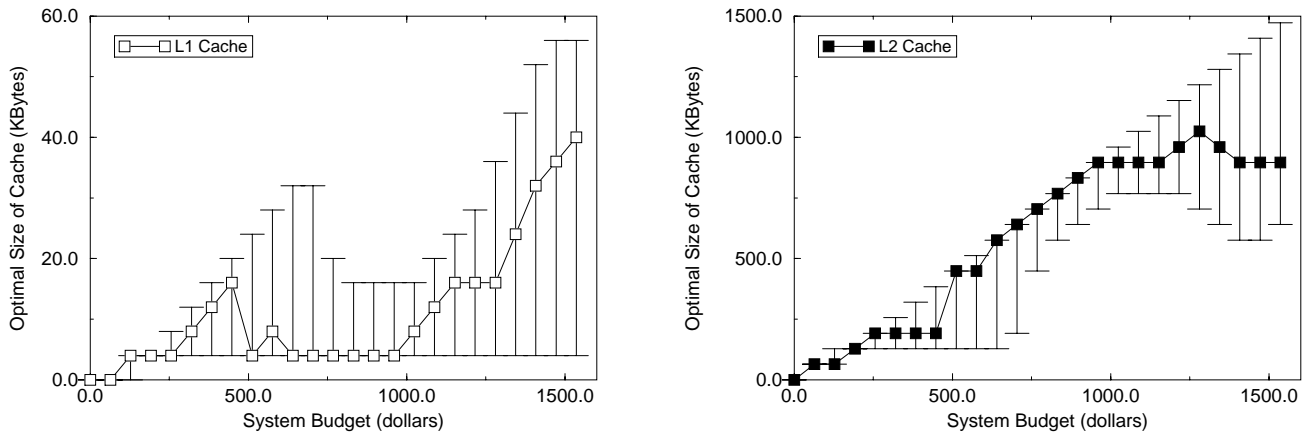 60.0
40.0
20.0
0.0
Optimal Size of Cache (KBytes)
L1 Cache
0.0 500.0 1000.0 1500.0
System Budget (dollars)
1500.0
1000.0
500.0
0.0
Optimal Size of Cache (KBytes)
L2 Cache
0.0 500.0 1000.0 1500.0
System Budget (dollars)